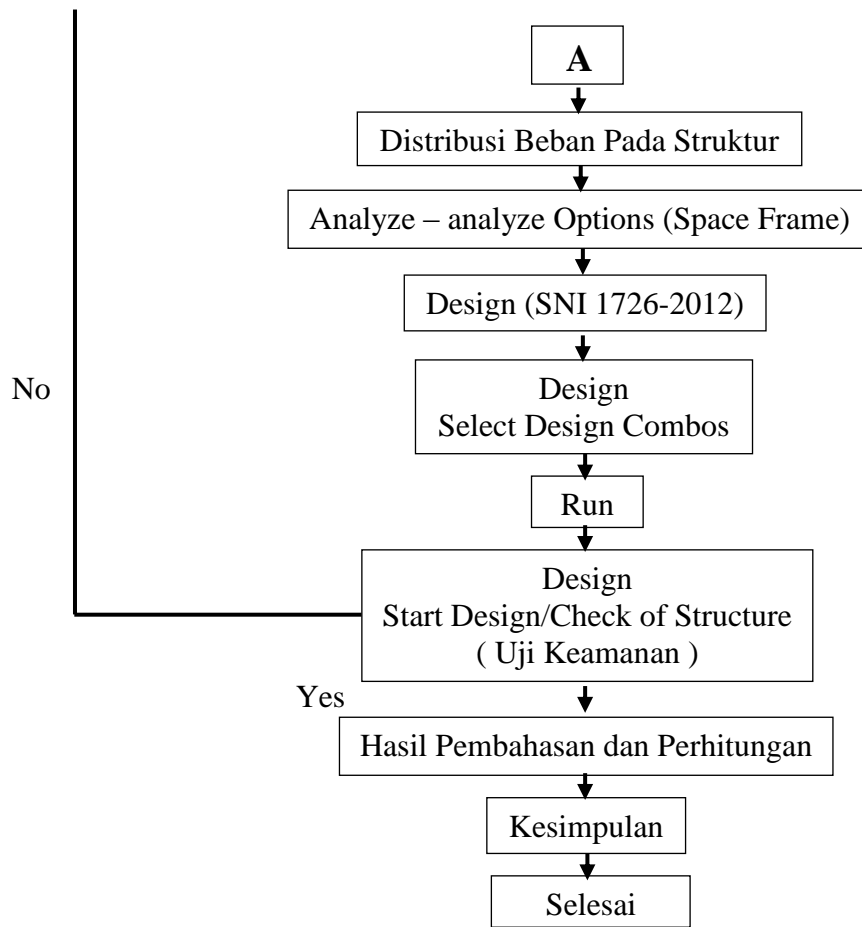 A
Distribusi Beban Pada Struktur
Analyze – analyze Options (Space Frame)
Design (SNI 1726-2012)
No
Design
Select Design Combos
Run
Design
Start Design/Check of Structure
( Uji Keamanan )
Yes
Hasil Pembahasan dan Perhitungan
Kesimpulan
Selesai